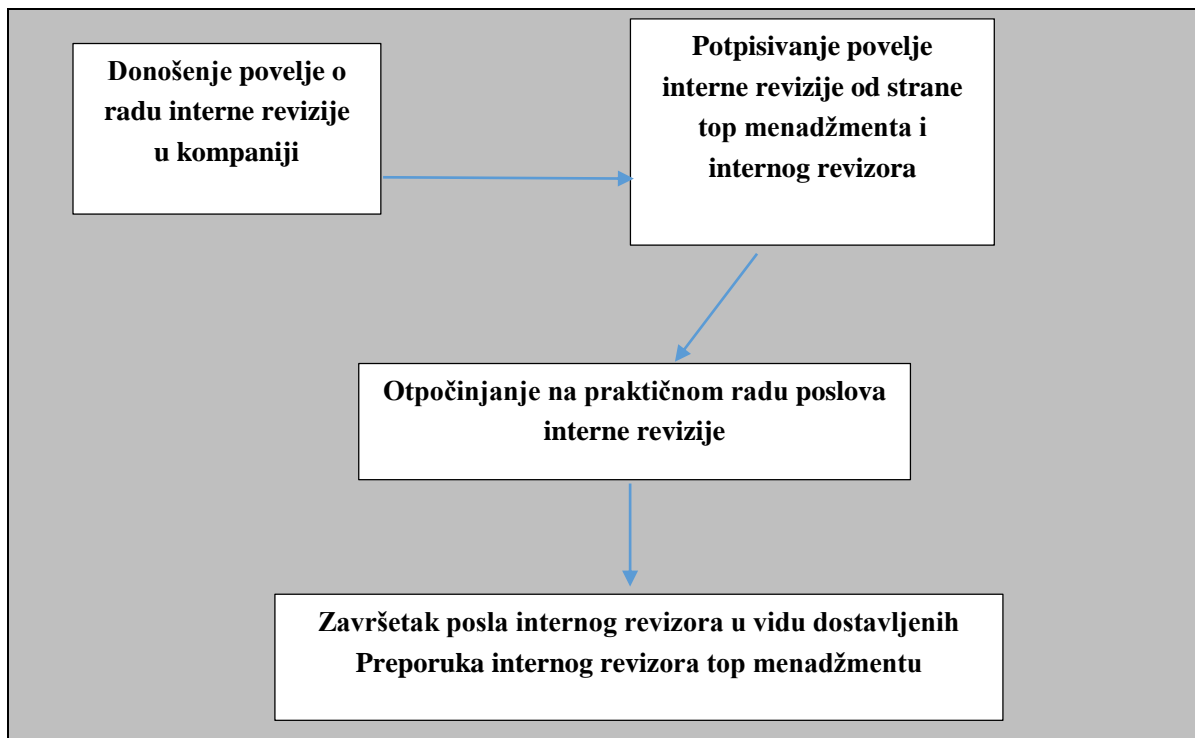 Donošenje povelje o
radu interne revizije
u kompaniji
Potpisivanje povelje
interne revizije od strane
top menadžmenta i
internog revizora
Otpočinjanje na praktičnom radu poslova
interne revizije
Završetak posla internog revizora u vidu dostavljenih
Preporuka internog revizora top menadžmentu